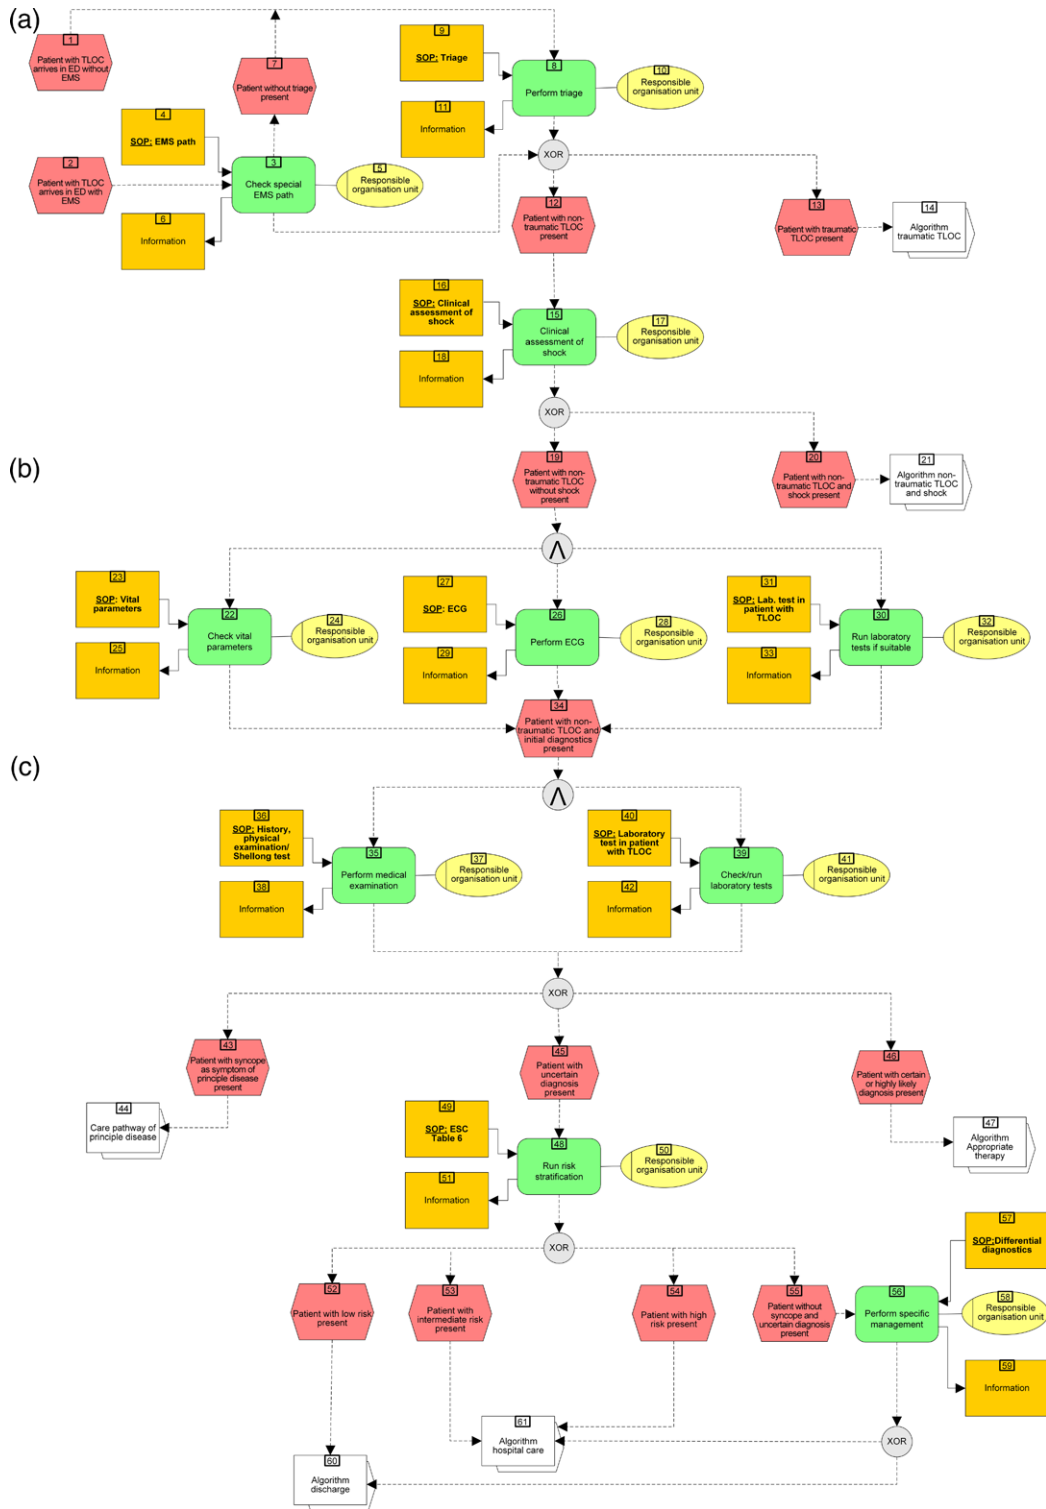 (a)
1
Patient with TLOC
arrives in ED without
EMS
7
Patient without triage
present
9
SOP: Triage
8
Perform triage
10
Responsible
organisation unit
11
Information
4
SOP: EMS path
2
Patient with TLOC
arrives in ED with
EMS
3
Check special
EMS path
5
Responsible
organisation unit
6
Information
XOR
12
Patient with non-
traumatic TLOC
present
13
Patient with traumatic
TLOC present
14
Algorithm
traumatic TLOC
16
SOP: Clinical
assessment of
shock
15
Clinical
assessment of
shock
17
Responsible
organisation unit
18
Information
XOR
(b)
19
Patient with non-
traumatic TLOC
without shock
present
20
Patient with non-
traumatic TLOC and
shock present
21
Algorithm non-
traumatic TLOC
and shock
Λ
23
SOP: Vital
parameters
22
Check vital
parameters
24
Responsible
organisation unit
25
Information
27
SOP: ECG
26
Perform ECG
28
Responsible
organisation unit
29
Information
31
SOP: Lab. test in
patient with
TLOC
30
Run laboratory
tests if suitable
32
Responsible
organisation unit
33
Information
34
Patient with non-
traumatic TLOC and
initial diagnostics
present
(c)
Λ
36
SOP: History,
physical examination/
Shellong test
35
Perform medical
examination
37
Responsible
organisation unit
38
Information
40
SOP: Laboratory
test in patient
with TLOC
39
Check/run
laboratory tests
41
Responsible
organisation unit
42
Information
XOR
43
Patient with syncope
as symptom of
principle disease
present
44
Care pathway of
principle disease
45
Patient with
uncertain
diagnosis
present
46
Patient with certain
or highly likely
diagnosis present
47
Algorithm
Appropriate
therapy
49
SOP: ESC
Table 6
48
Run risk
stratification
50
Responsible
organisation unit
51
Information
XOR
52
Patient with low risk
present
53
Patient with
intermediate risk
present
54
Patient with high
risk present
55
Patient without
syncope and
uncertain diagnosis
present
56
Perform specific
management
57
SOP:Differential
diagnostics
58
Responsible
organisation unit
59
Information
XOR
61
Algorithm
hospital care
60
Algorithm
discharge